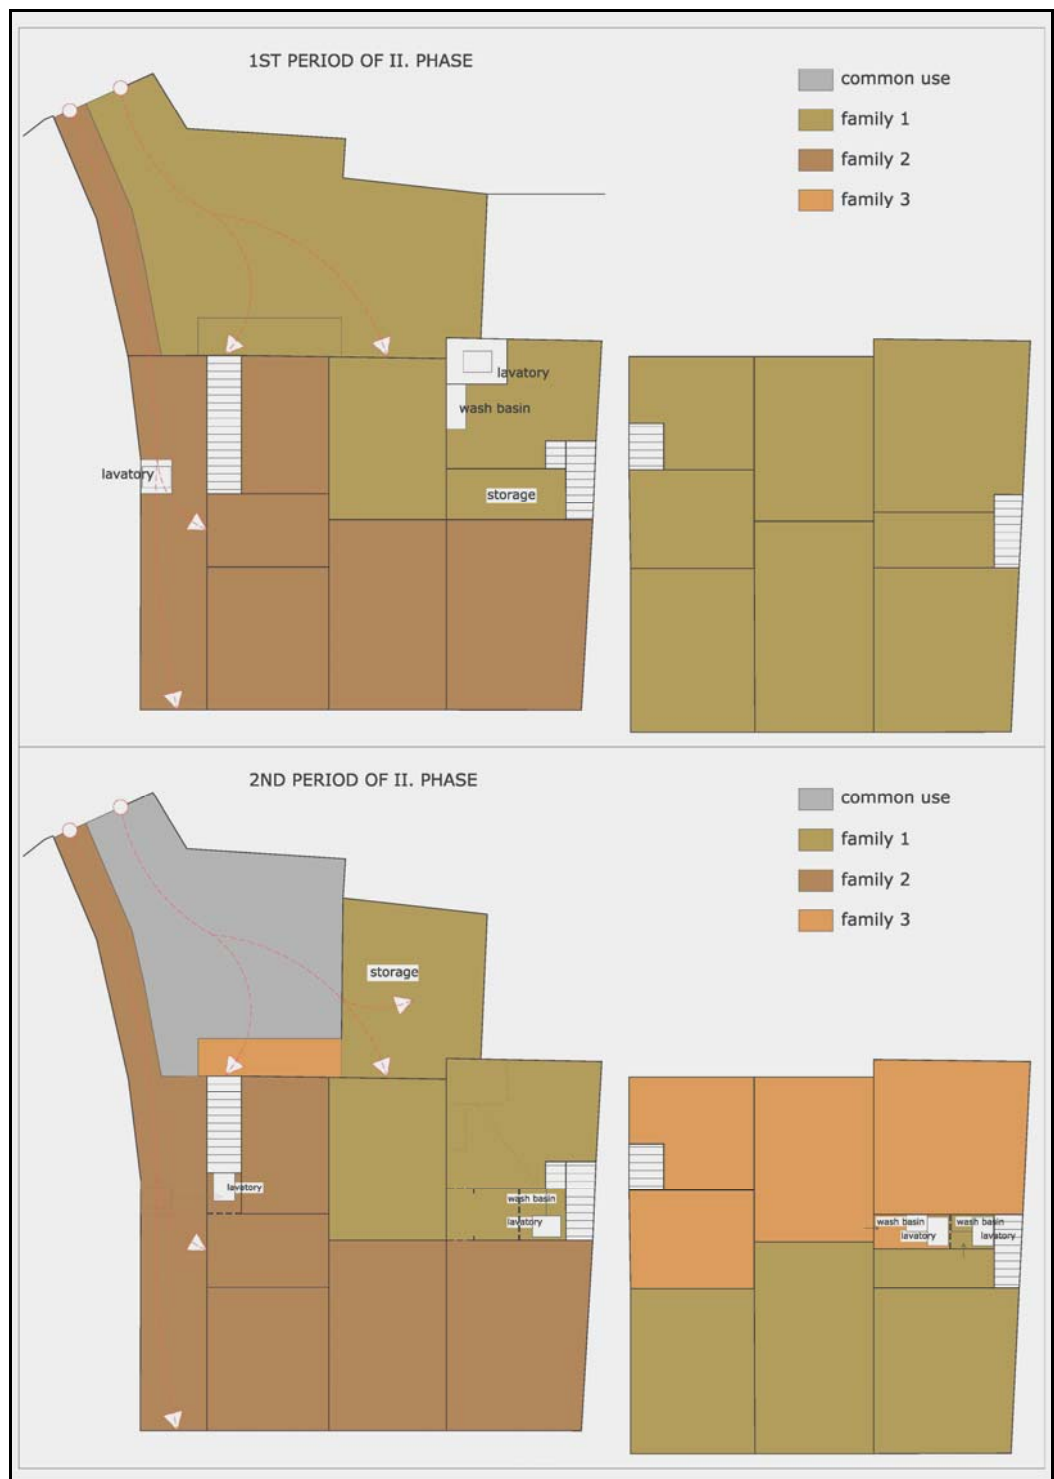 1ST PERIOD OF II. PHASE
common use
family 1
family 2
family 3
lavatory
wash basin
lavatory
storage
2ND PERIOD OF II. PHASE
common use
family 1
family 2
family 3
storage
lavatory
wash basin
lavatory
wash basin
wash basin
lavatory
lavatory